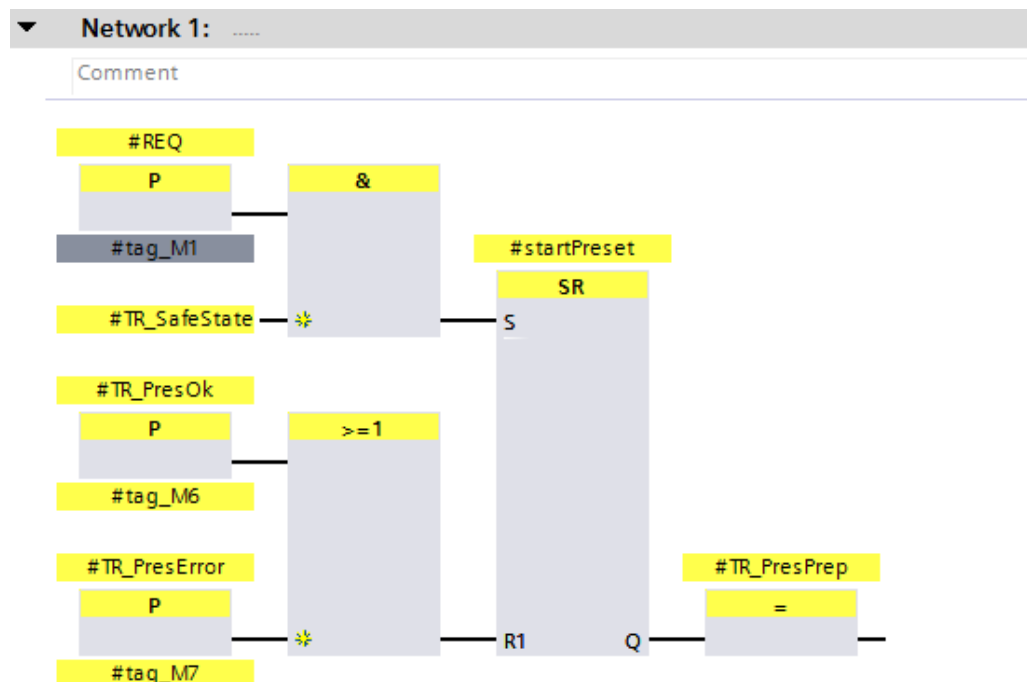 Network 1: .....
Comment
#REQ
P
&
#tag_M1
#startPreset
SR
#TR_SafeState
S
#TR_PresOk
P
>=1
#tag_M6
#TR_PresError
#TR_PresPrep
P
=
R1
Q
#tag_M7